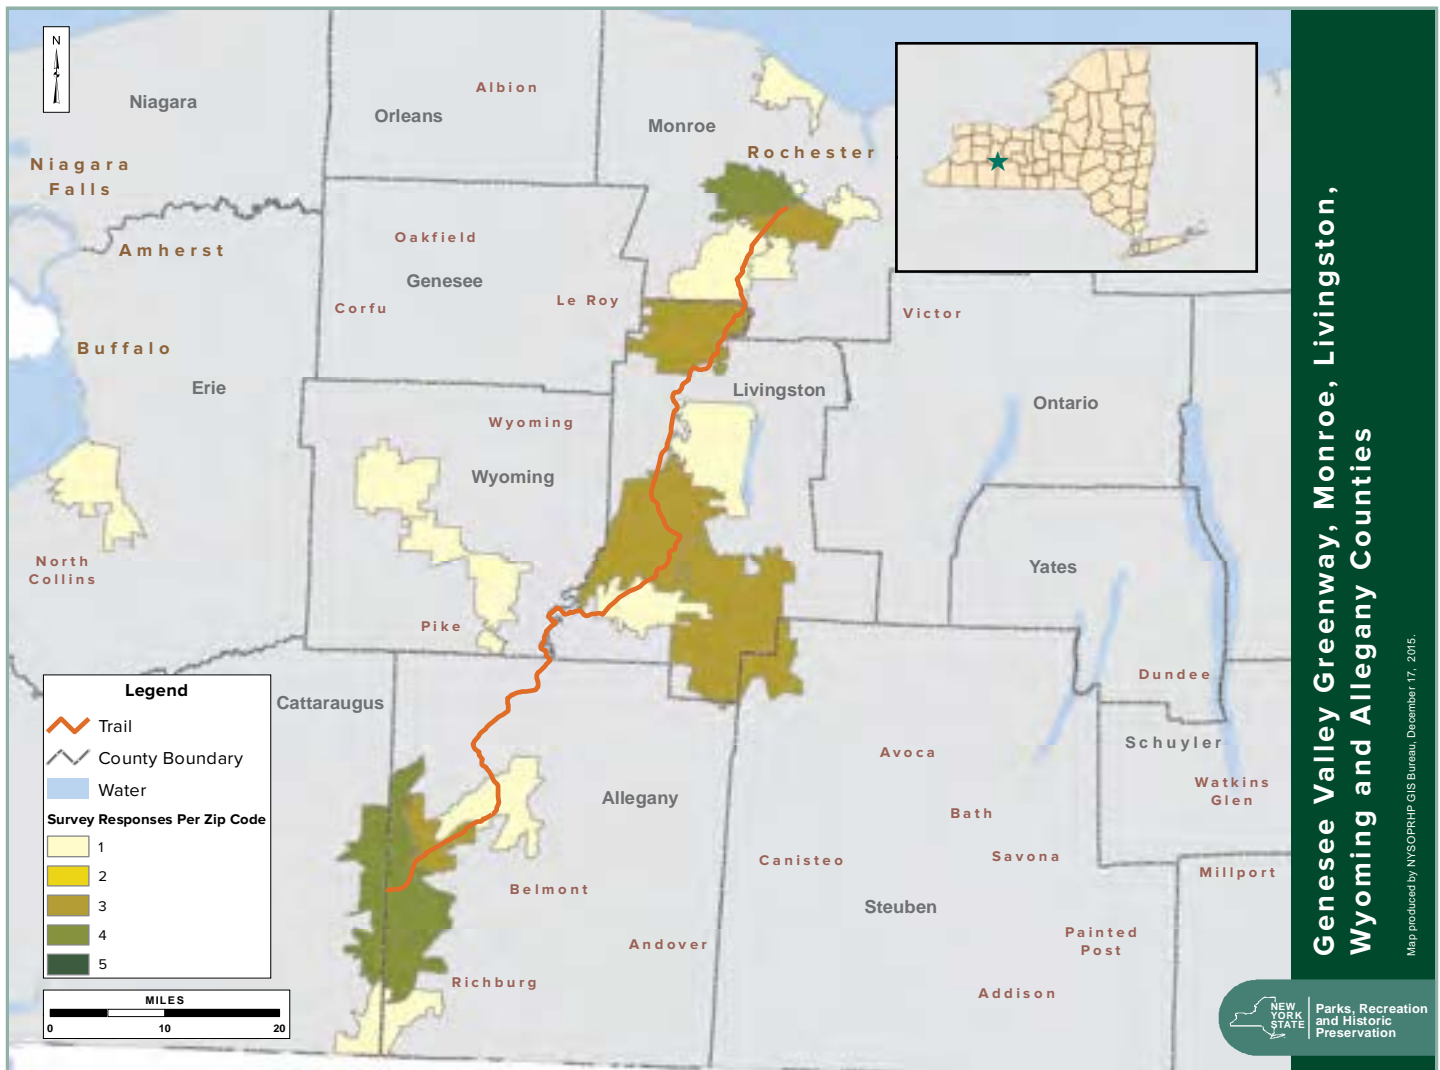 N
Niagara
Orleans
Albion
Monroe
Rochester
Niagara
Falls
Amherst
Oakfield
Genesee
Corfu
Le Roy
Victor
Buffalo
Erie
Livingston
Ontario
Wyoming
Wyoming
North
Collins
Yates
Pike
Dundee
Cattaraugus
Schuyler
Avoca
Watkins
Glen
Allegany
Bath
Canisteo
Savona
Millport
Belmont
Steuben
Andover
Painted
Post
Richburg
Addison
Legend
Trail
County Boundary
Water
Survey Responses Per Zip Code
1
2
3
4
5
MILES
0 10 20
Genesee Valley Greenway, Monroe, Livingston,
Wyoming and Allegany Counties
Map produced by NYSOPRHP GIS Bureau, December 17, 2015.
NEW
YORK
STATE
Parks, Recreation
and Historic
Preservation